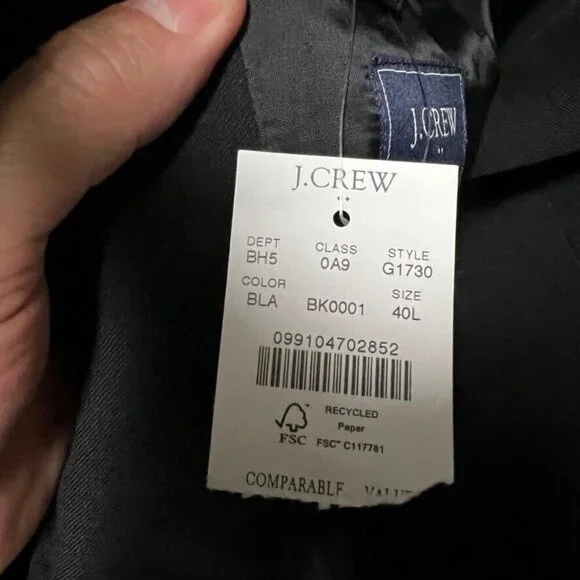 J.CREW
J.CREW
DEPT CLASS STYLE
BH5 0A9 G1730
COLOR SIZE
BLA BK0001 40L
099104702852
RECYCLED
Paper
FSC FSC™ C117781
COMPARABLE